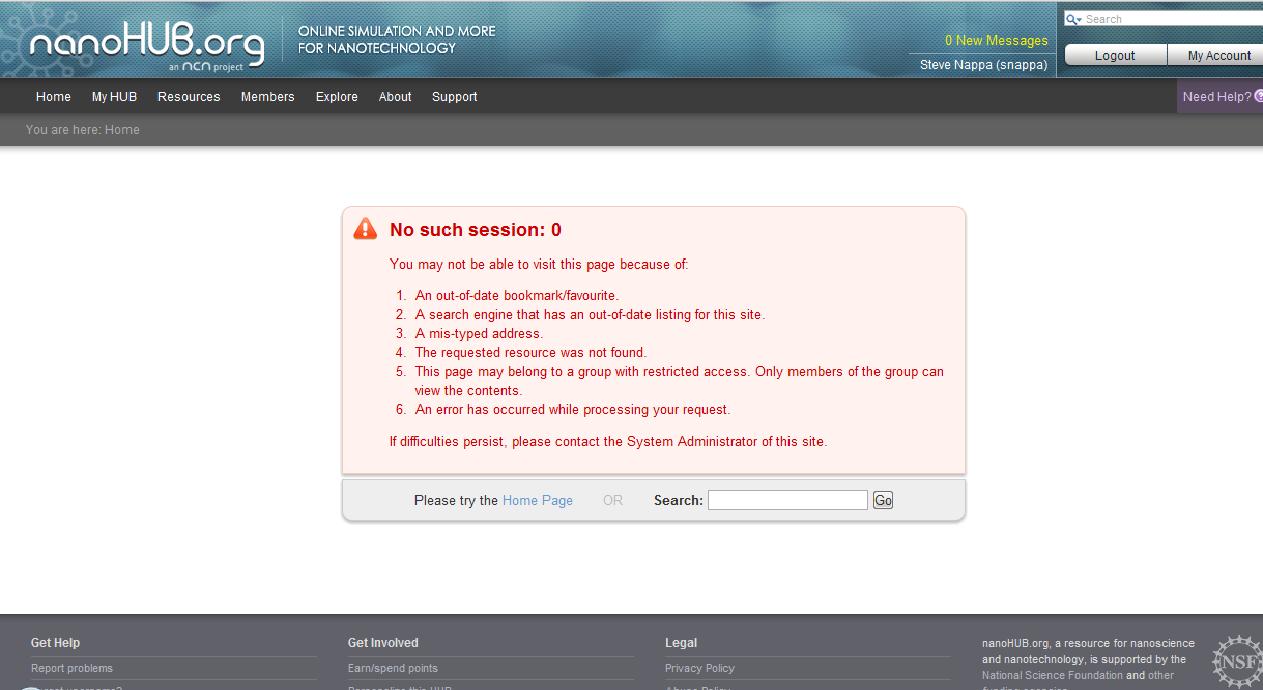 nanoHUB.org
an ncn project
ONLINE SIMULATION AND MORE
FOR NANOTECHNOLOGY
0 New Messages
Steve Nappa (snappa)
Search
Logout My Account
Home My HUB Resources Members Explore About Support
Need Help?
You are here: Home
No such session: 0
You may not be able to visit this page because of:
1. An out-of-date bookmark/favourite.
2. A search engine that has an out-of-date listing for this site.
3. A mis-typed address.
4. The requested resource was not found.
5. This page may belong to a group with restricted access. Only members of the group can
view the contents.
6. An error has occurred while processing your request.
If difficulties persist, please contact the System Administrator of this site.
Please try the Home Page OR Search: Go
Get Help
Report problems
Get Involved
Earn/spend points
Legal
Privacy Policy
nanoHUB.org, a resource for nanoscience
and nanotechnology, is supported by the
National Science Foundation and other
NSF